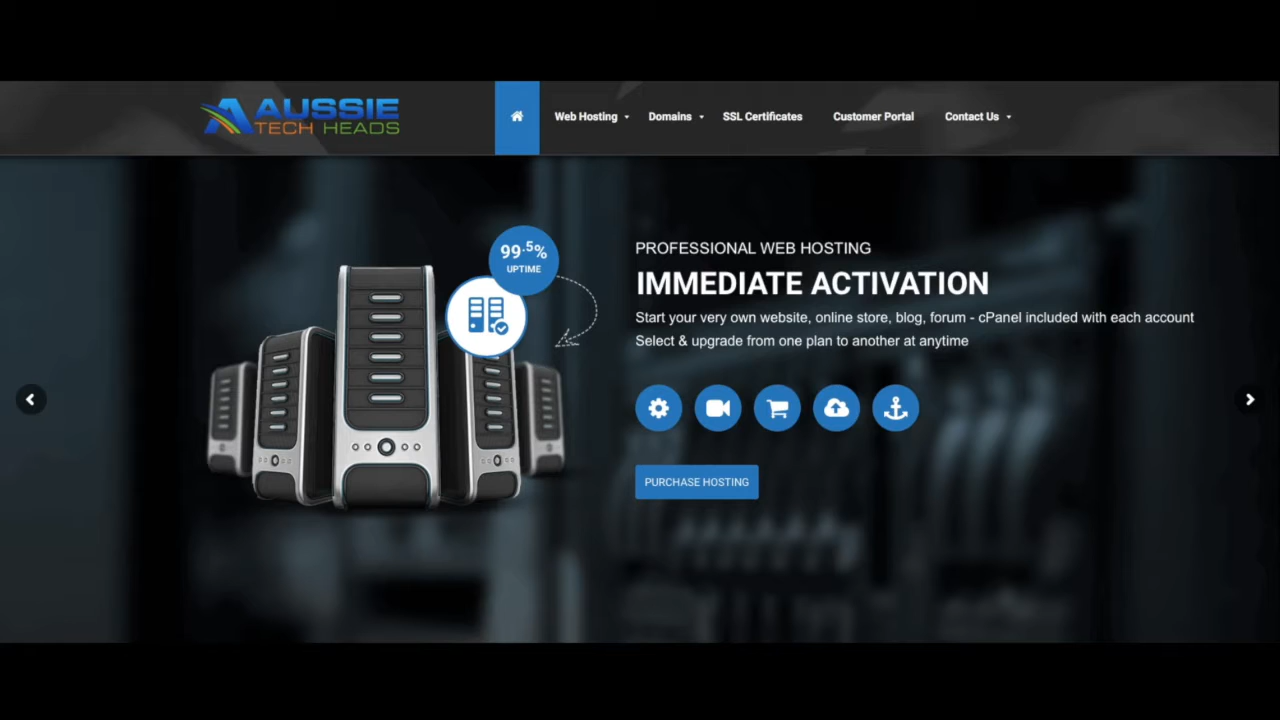 AUSSIE
TECH HEADS
Web Hosting
Domains
SSL Certificates
Customer Portal
Contact Us
99.5%
UPTIME
PROFESSIONAL WEB HOSTING
IMMEDIATE ACTIVATION
Start your very own website, online store, blog, forum - cPanel included with each account
Select & upgrade from one plan to another at anytime
PURCHASE HOSTING